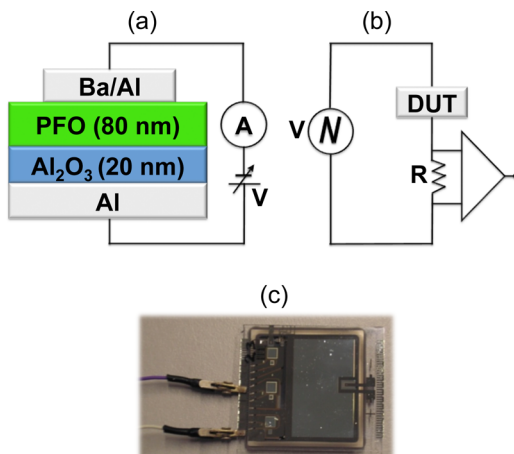 (a)
Ba/Al
PFO (80 nm)
Al₂O₃ (20 nm)
Al
A
V
(b)
DUT
V
N
R
(c)